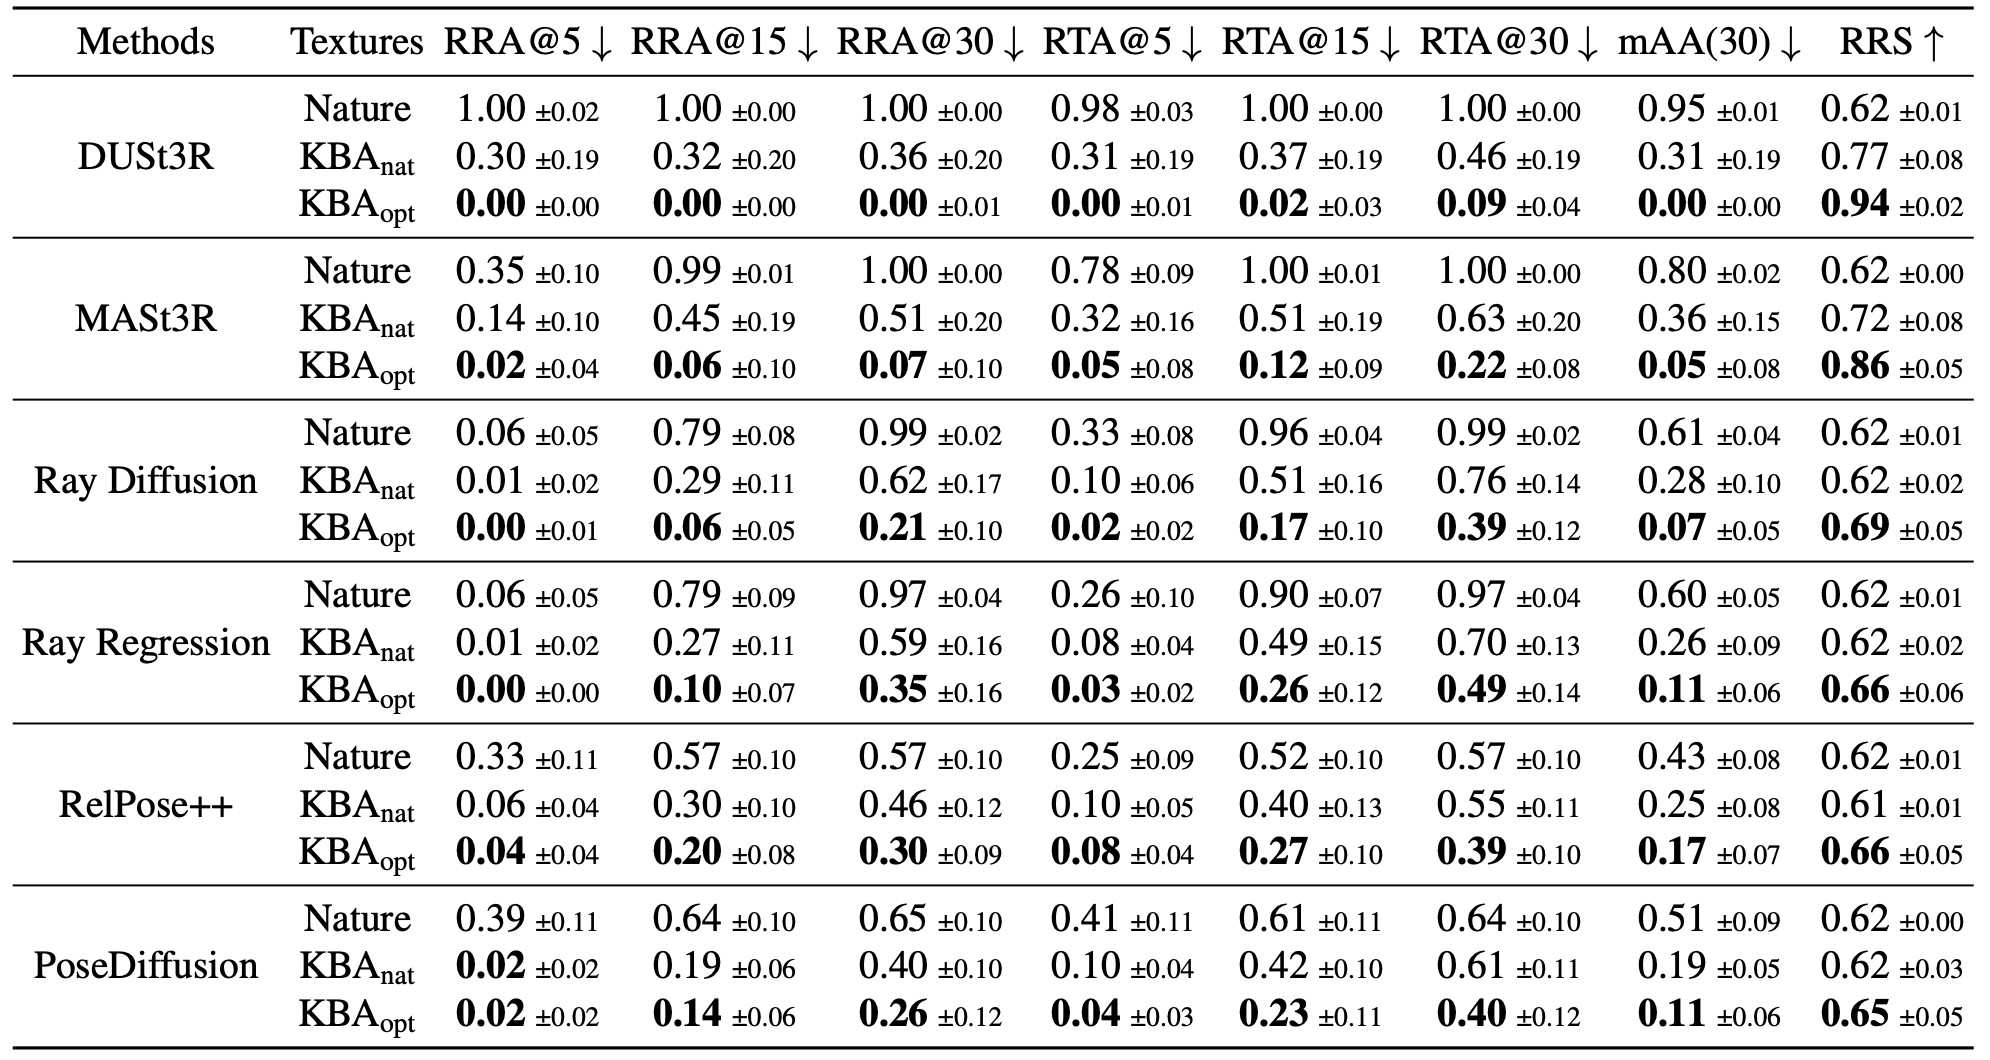 Methods Textures RRA@5 ↓ RRA@15 ↓ RRA@30 ↓ RTA@5 ↓ RTA@15 ↓ RTA@30 ↓ mAA(30) ↓ RRS ↑
Nature 1.00 ±0.02 1.00 ±0.00 1.00 ±0.00 0.98 ±0.03 1.00 ±0.00 1.00 ±0.00 0.95 ±0.01 0.62 ±0.01
DUSt3R KBAnat 0.30 ±0.19 0.32 ±0.20 0.36 ±0.20 0.31 ±0.19 0.37 ±0.19 0.46 ±0.19 0.31 ±0.19 0.77 ±0.08
KBAopt 0.00 ±0.00 0.00 ±0.00 0.00 ±0.01 0.00 ±0.01 0.02 ±0.03 0.09 ±0.04 0.00 ±0.00 0.94 ±0.02
Nature 0.35 ±0.10 0.99 ±0.01 1.00 ±0.00 0.78 ±0.09 1.00 ±0.01 1.00 ±0.00 0.80 ±0.02 0.62 ±0.00
MASt3R KBAnat 0.14 ±0.10 0.45 ±0.19 0.51 ±0.20 0.32 ±0.16 0.51 ±0.19 0.63 ±0.20 0.36 ±0.15 0.72 ±0.08
KBAopt 0.02 ±0.04 0.06 ±0.10 0.07 ±0.10 0.05 ±0.08 0.12 ±0.09 0.22 ±0.08 0.05 ±0.08 0.86 ±0.05
Nature 0.06 ±0.05 0.79 ±0.08 0.99 ±0.02 0.33 ±0.08 0.96 ±0.04 0.99 ±0.02 0.61 ±0.04 0.62 ±0.01
Ray Diffusion KBAnat 0.01 ±0.02 0.29 ±0.11 0.62 ±0.17 0.10 ±0.06 0.51 ±0.16 0.76 ±0.14 0.28 ±0.10 0.62 ±0.02
KBAopt 0.00 ±0.01 0.06 ±0.05 0.21 ±0.10 0.02 ±0.02 0.17 ±0.10 0.39 ±0.12 0.07 ±0.05 0.69 ±0.05
Nature 0.06 ±0.05 0.79 ±0.09 0.97 ±0.04 0.26 ±0.10 0.90 ±0.07 0.97 ±0.04 0.60 ±0.05 0.62 ±0.01
Ray Regression KBAnat 0.01 ±0.02 0.27 ±0.11 0.59 ±0.16 0.08 ±0.04 0.49 ±0.15 0.70 ±0.13 0.26 ±0.09 0.62 ±0.02
KBAopt 0.00 ±0.00 0.10 ±0.07 0.35 ±0.16 0.03 ±0.02 0.26 ±0.12 0.49 ±0.14 0.11 ±0.06 0.66 ±0.06
Nature 0.33 ±0.11 0.57 ±0.10 0.57 ±0.10 0.25 ±0.09 0.52 ±0.10 0.57 ±0.10 0.43 ±0.08 0.62 ±0.01
RelPose++ KBAnat 0.06 ±0.04 0.30 ±0.10 0.46 ±0.12 0.10 ±0.05 0.40 ±0.13 0.55 ±0.11 0.25 ±0.08 0.61 ±0.01
KBAopt 0.04 ±0.04 0.20 ±0.08 0.30 ±0.09 0.08 ±0.04 0.27 ±0.10 0.39 ±0.10 0.17 ±0.07 0.66 ±0.05
Nature 0.39 ±0.11 0.64 ±0.10 0.65 ±0.10 0.41 ±0.11 0.61 ±0.11 0.64 ±0.10 0.51 ±0.09 0.62 ±0.00
PoseDiffusion KBAnat 0.02 ±0.02 0.19 ±0.06 0.40 ±0.10 0.10 ±0.04 0.42 ±0.10 0.61 ±0.11 0.19 ±0.05 0.62 ±0.03
KBAopt 0.02 ±0.02 0.14 ±0.06 0.26 ±0.12 0.04 ±0.03 0.23 ±0.11 0.40 ±0.12 0.11 ±0.06 0.65 ±0.05